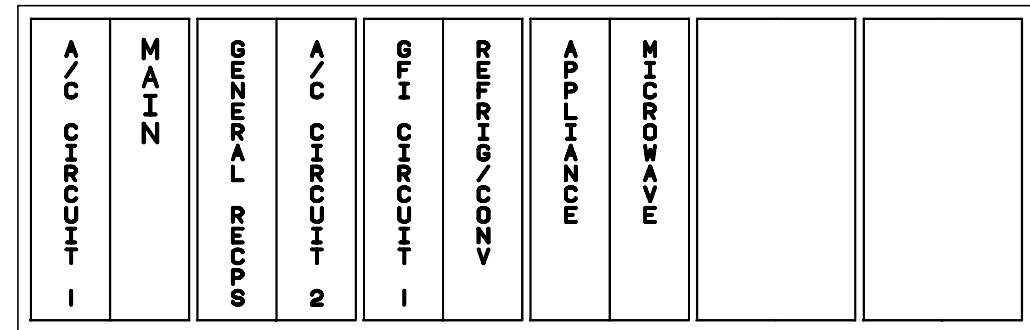 A/C CIRCUIT 1
MAIN
GENERAL RECPS
A/C CIRCUIT 2
GFI CIRCUIT 1
REFRIG/CONV
APPLIANCE
MICROWAVE